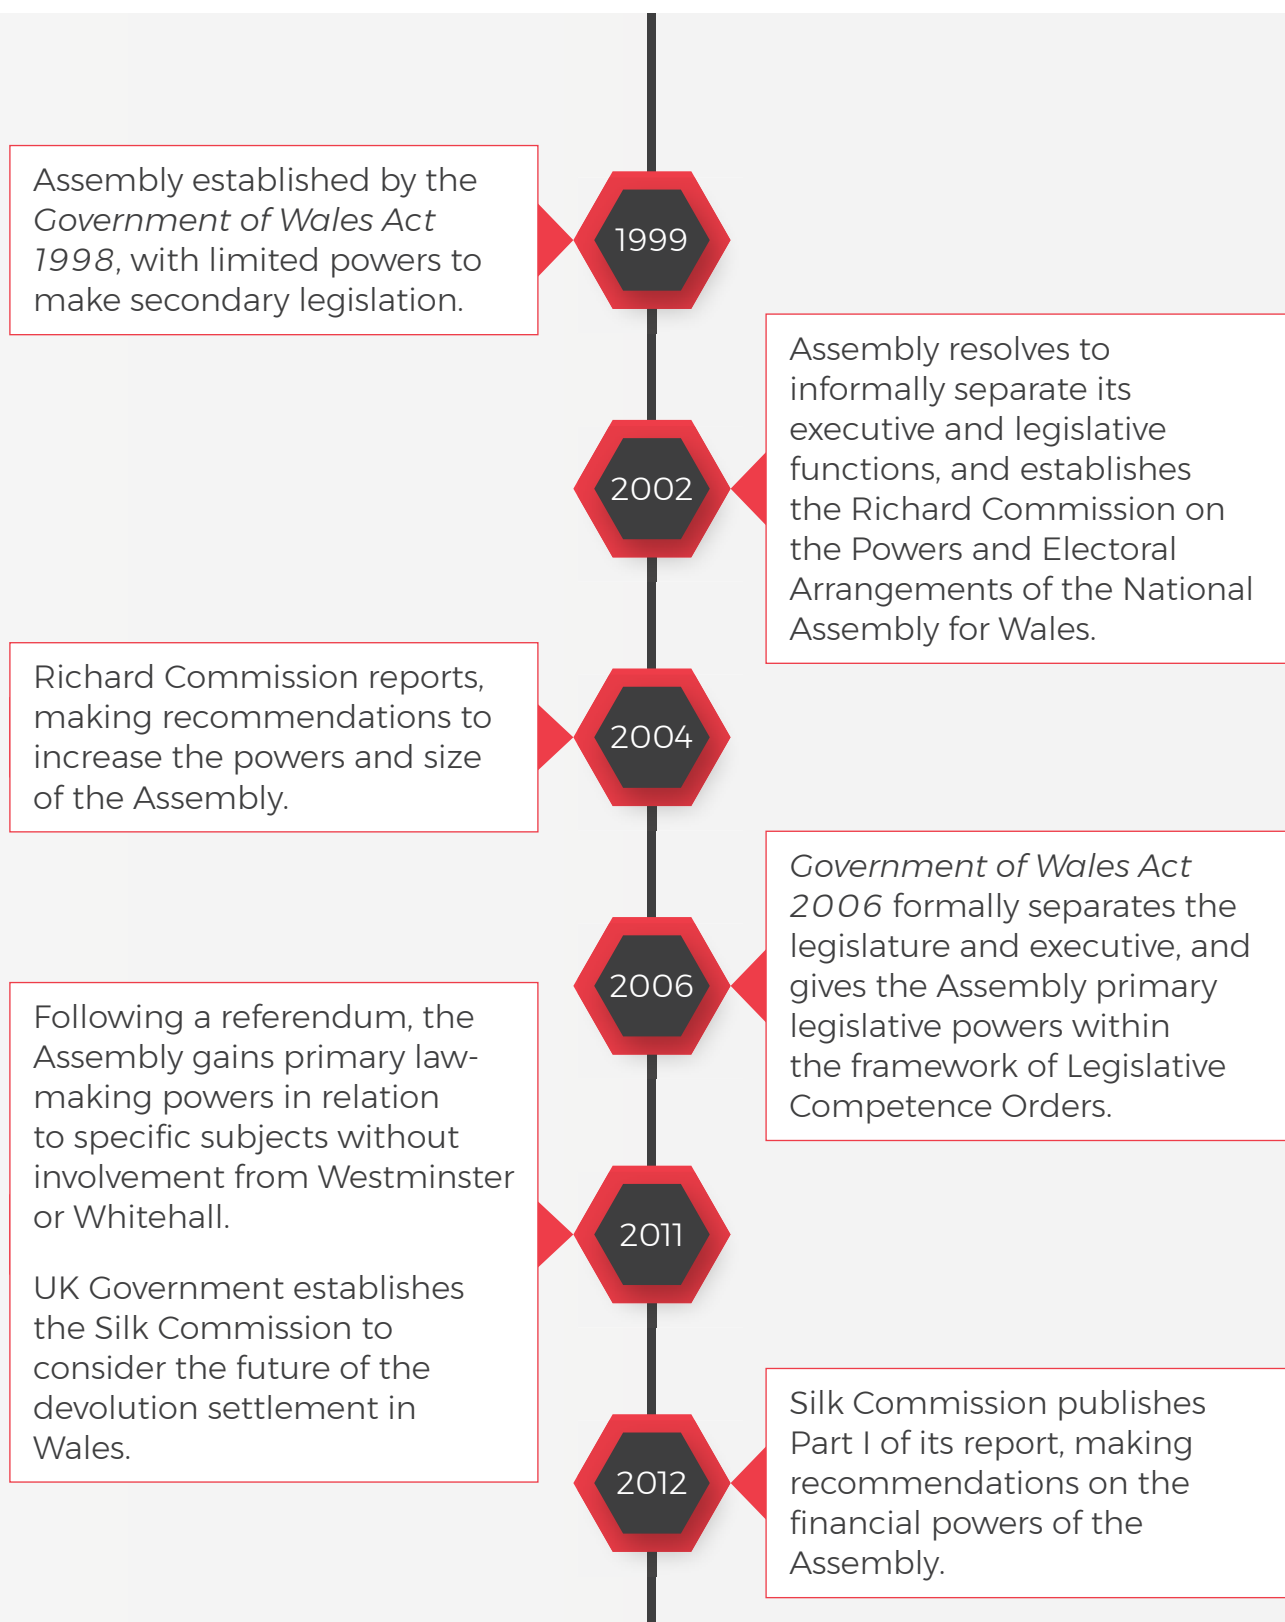 Assembly established by the
Government of Wales Act
1998, with limited powers to
make secondary legislation.
1999
Assembly resolves to
informally separate its
executive and legislative
functions, and establishes
the Richard Commission on
the Powers and Electoral
Arrangements of the National
Assembly for Wales.
2002
Richard Commission reports,
making recommendations to
increase the powers and size
of the Assembly.
2004
Government of Wales Act
2006 formally separates the
legislature and executive, and
gives the Assembly primary
legislative powers within
the framework of Legislative
Competence Orders.
2006
Following a referendum, the
Assembly gains primary law-
making powers in relation
to specific subjects without
involvement from Westminster
or Whitehall.
UK Government establishes
the Silk Commission to
consider the future of the
devolution settlement in
Wales.
2011
Silk Commission publishes
Part I of its report, making
recommendations on the
financial powers of the
Assembly.
2012